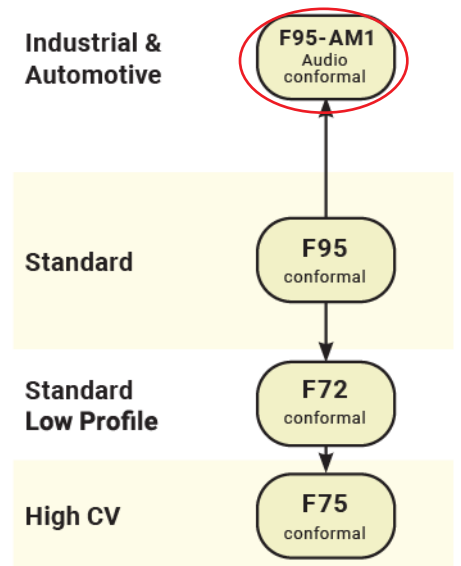 Industrial &
Automotive
F95-AM1
Audio
conformal
Standard
F95
conformal
Standard
Low Profile
F72
conformal
High CV
F75
conformal